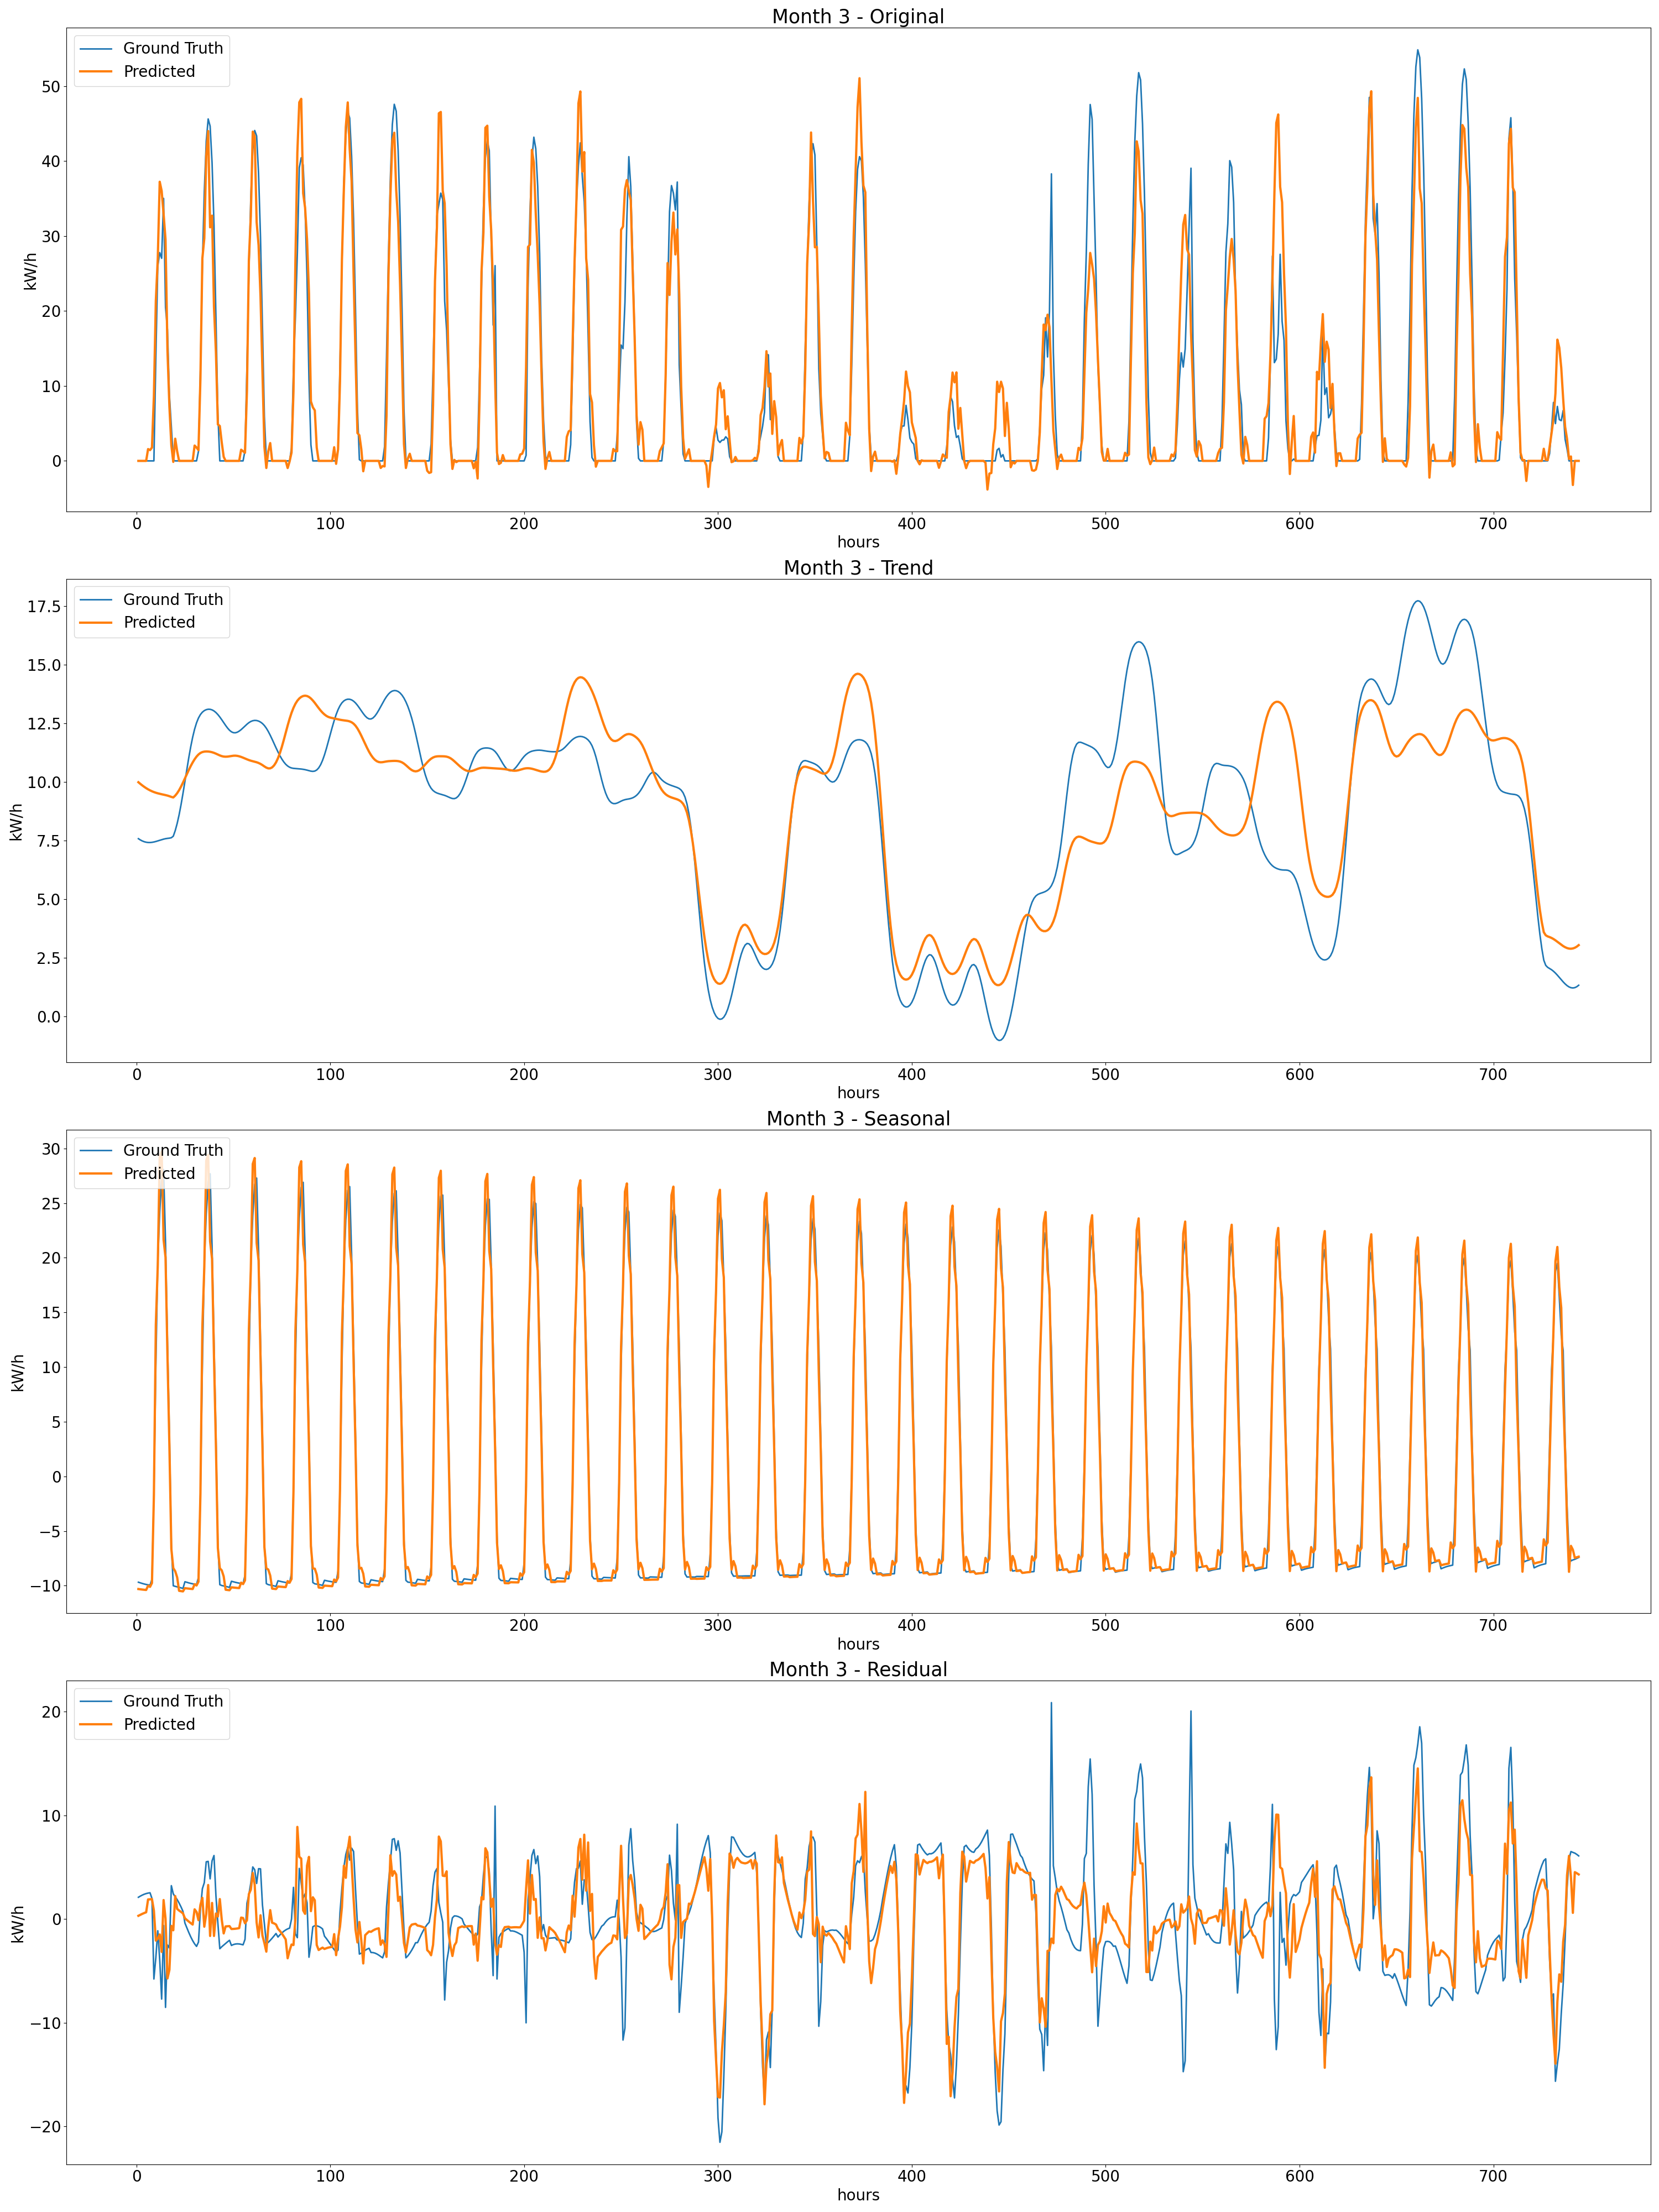 Month 3 - Original
Ground Truth
Predicted
kW/h
50
40
30
20
10
0
0 100 200 300 400 500 600 700
hours
Month 3 - Trend
Ground Truth
Predicted
kW/h
17.5
15.0
12.5
10.0
7.5
5.0
2.5
0.0
0 100 200 300 400 500 600 700
hours
Month 3 - Seasonal
Ground Truth
Predicted
kW/h
30
25
20
15
10
5
0
−5
−10
0 100 200 300 400 500 600 700
hours
Month 3 - Residual
Ground Truth
Predicted
kW/h
20
10
0
−10
−20
0 100 200 300 400 500 600 700
hours